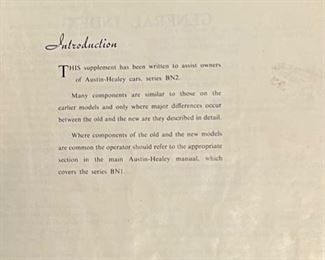 GENERAL INDEX
Introduction
THIS supplement has been written to assist owners
of Austin-Healey cars, series BN2.
Many components are similar to those on the
earlier models and only where major differences occur
between the old and the new are they described in detail.
Where components of the old and the new models
are common the operator should refer to the appropriate
section in the main Austin-Healey manual, which
covers the series BN1.